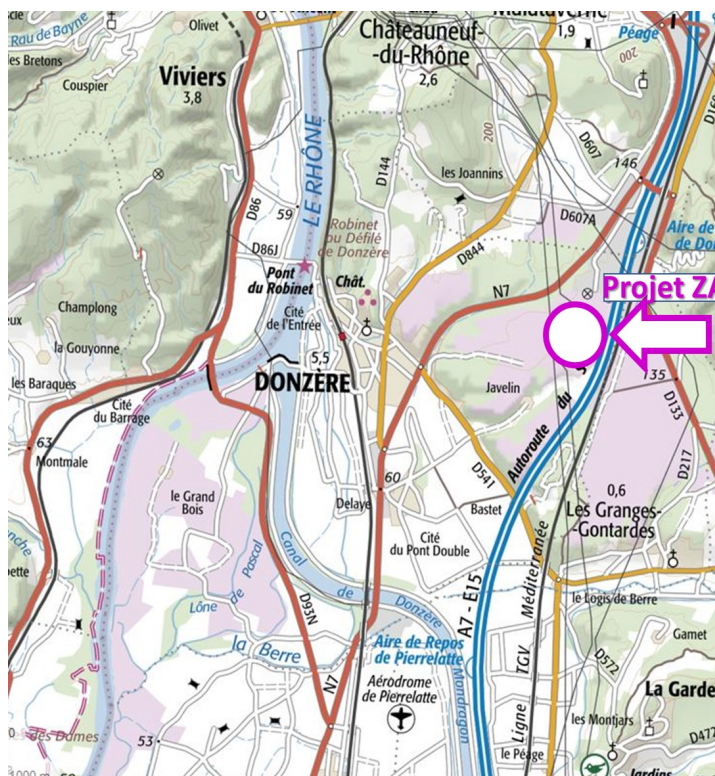 Rau de Bayne
Olivet
Châteauneuf-
-du-Rhône
2,6
1,9
Péage
200
les Bretons
Couspier
Viviers
3,8
LE RHÔNE
D144
200
D607
146
les Joannins
D86
59
D86J
Robinet
ou Défilé
de Donzère
D607A
Aire de
de Don
D844
Pont
du Robinet
Chât.
N7
Projet ZA
Champlong
Cité
de l'Entrée
la Gouyonne
5,5
DONZÈRE
les Baraques
Cité
du Barrage
Javelin
135
D133
63
Montmale
Autoroute du S
D217
le Grand
Bois
60
D541
0,6
Les Granges-
-Gontardes
Delaye
Bastet
Cité
du Pont Double
Canal de Donzère
Mondragon
Lône de Pascal
D93N
A7 - E15
Ligne TGV Méditerranée
le Logis de Berre
la Berre
Aire de Repos
de Pierrelatte
Gamet
D572
N7
Aérodrome
de Pierrelatte
La Garde
les Montjars
des Dames
53
D477
le Péage
Jardins